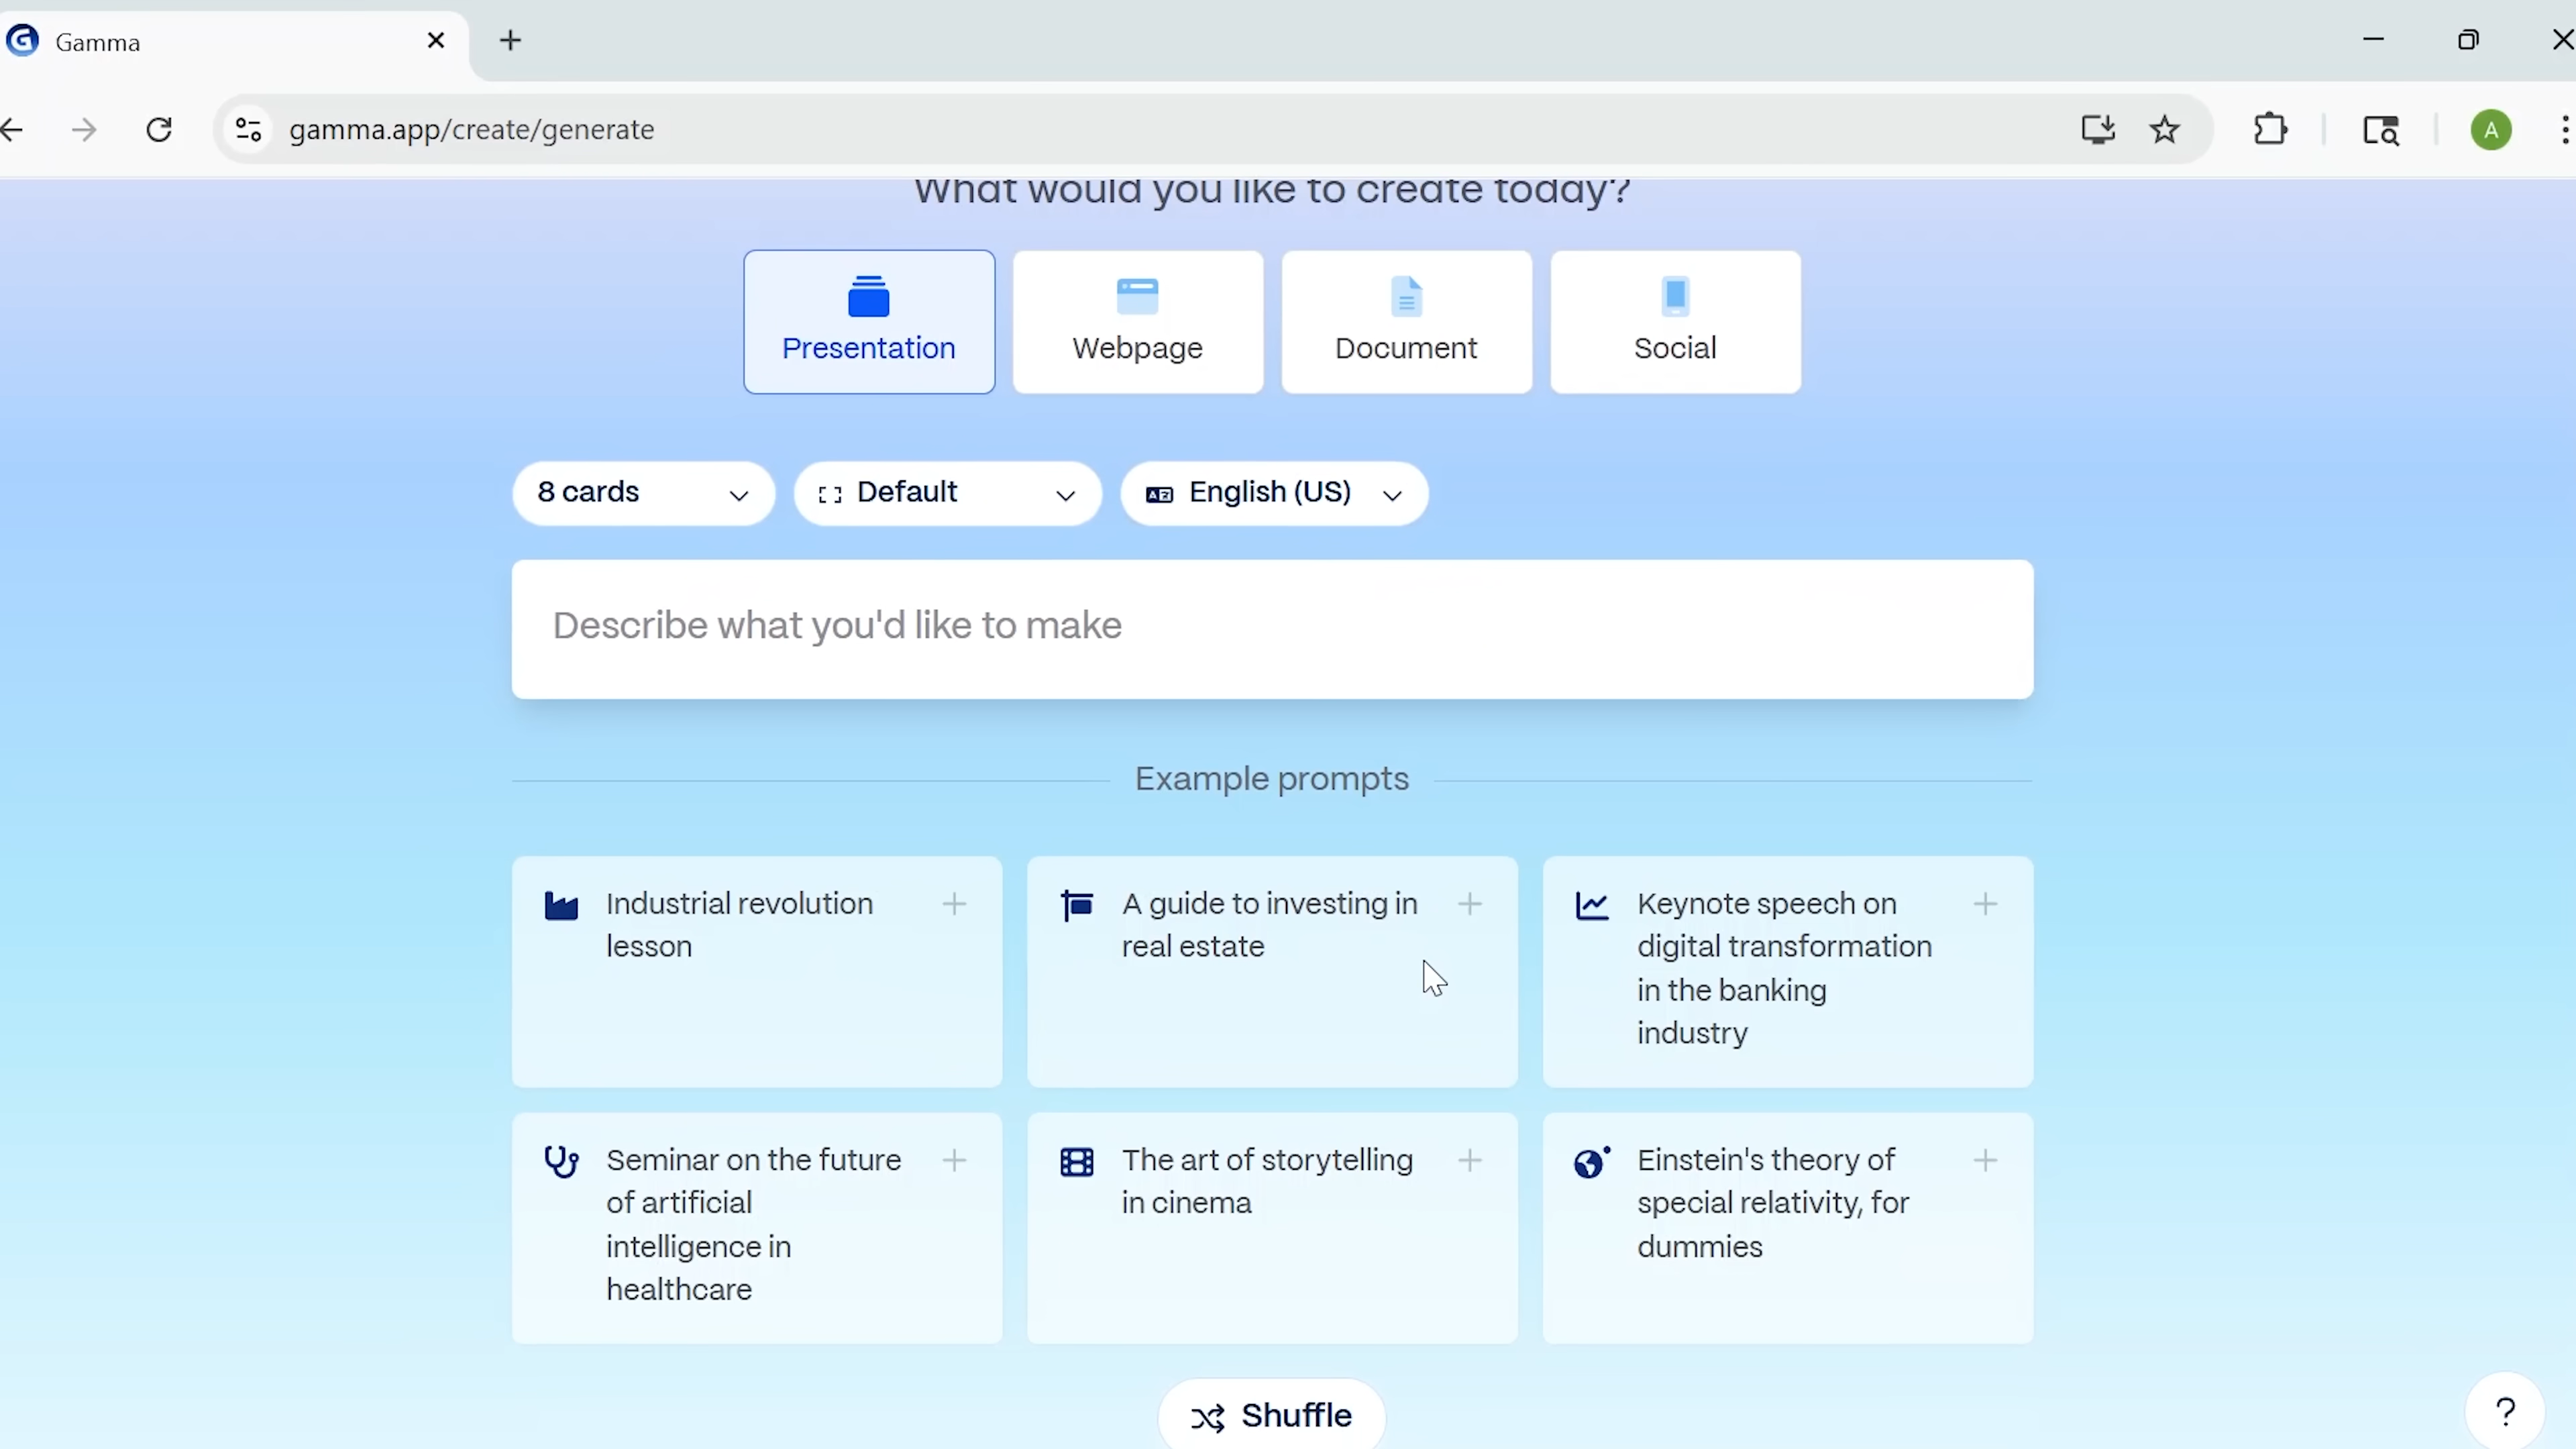 Gamma
gamma.app/create/generate
A
What would you like to create today?
Presentation
Webpage
Document
Social
8 cards
Default
English (US)
Describe what you'd like to make
Example prompts
Industrial revolution
lesson
A guide to investing in
real estate
Keynote speech on
digital transformation
in the banking
industry
Seminar on the future
of artificial
intelligence in
healthcare
The art of storytelling
in cinema
Einstein's theory of
special relativity, for
dummies
Shuffle
?